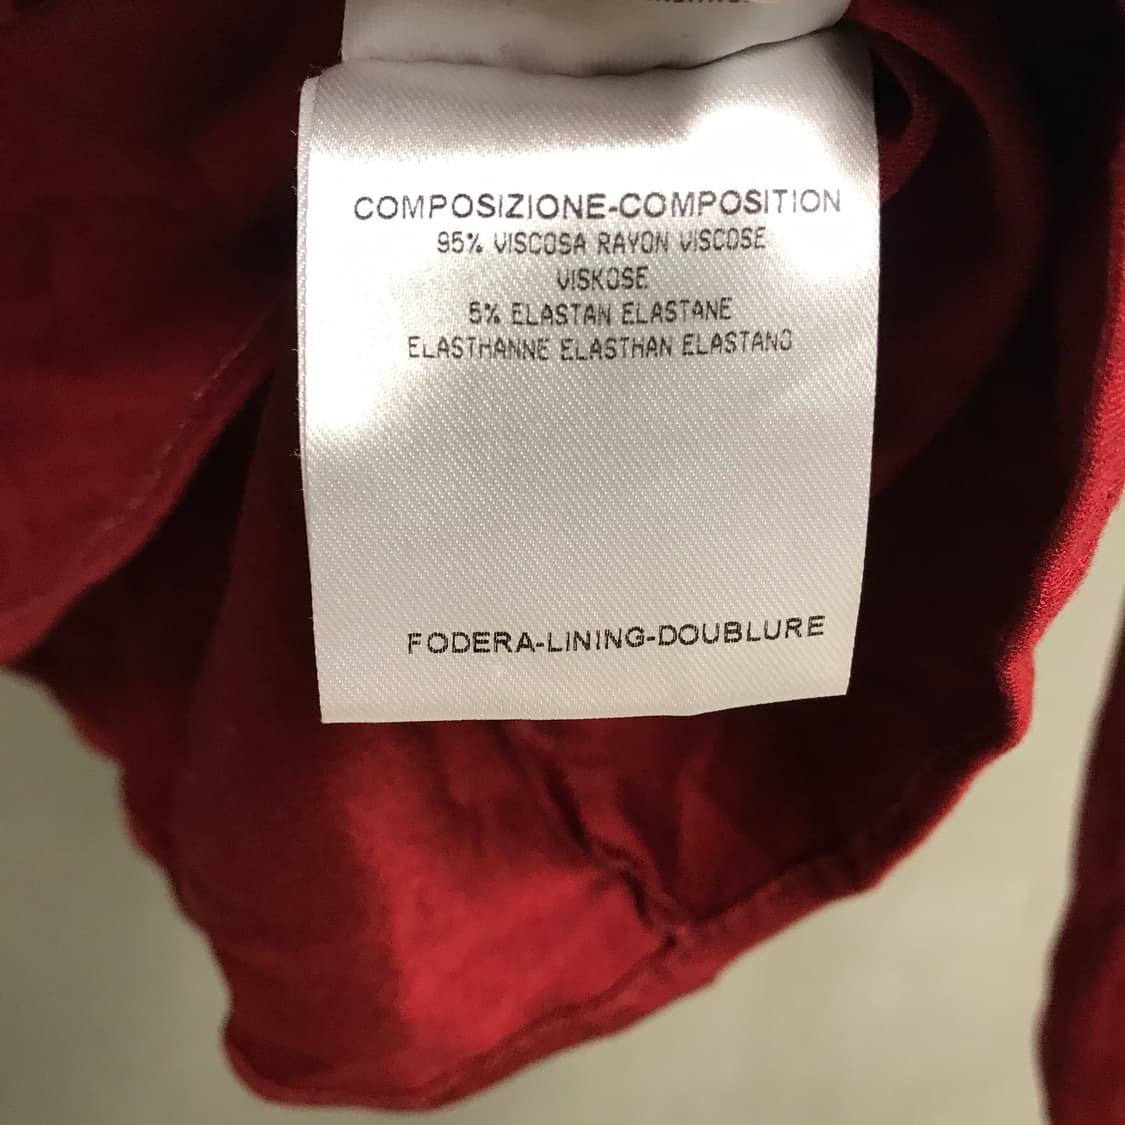 COMPOSIZIONE-COMPOSITION
95% VISCOSA RAYON VISCOSE
VISKOSE
5% ELASTAN ELASTANE
ELASTHANNE ELASTHAN ELASTANO
FODERA-LINING-DOUBLURE